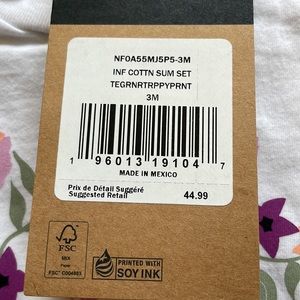 NF0A55MJ5P5-3M
INF COTTN SUM SET
TEGRNRTRPPYPRNT
3M
1 96013 19104 7
MADE IN MEXICO
Prix de Détail Suggéré
Suggested Retail 44.99
FSC
MIX
Paper
FSC® C004883
PRINTED WITH
SOY INK